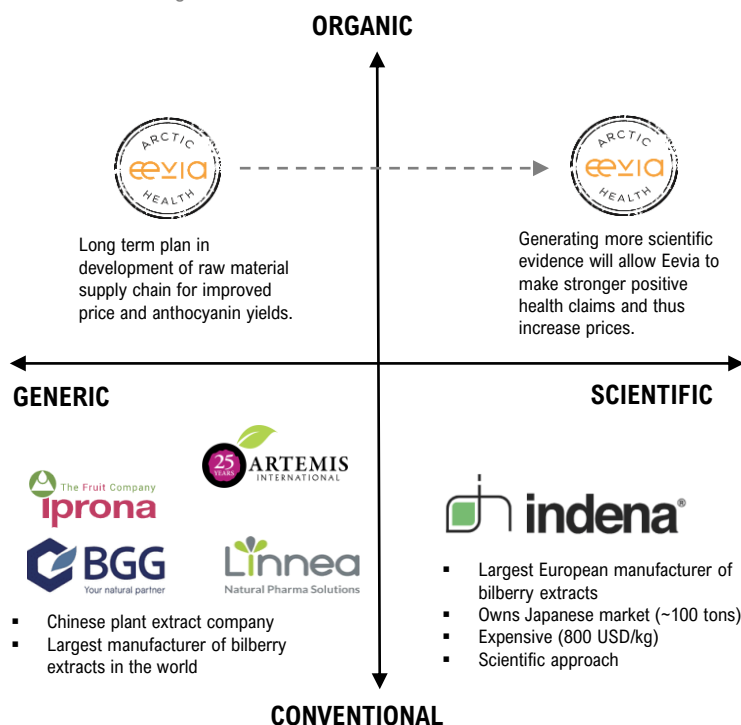 ORGANIC
ARCTIC
eevia
HEALTH
ARCTIC
eevia
HEALTH
Long term plan in
development of raw material
supply chain for improved
price and anthocyanin yields.
Generating more scientific
evidence will allow Eevia to
make stronger positive
health claims and thus
increase prices.
GENERIC
SCIENTIFIC
25
YEARS
ARTEMIS
INTERNATIONAL
The Fruit Company
iprona
BGG
Your natural partner
Linnea
Natural Pharma Solutions
▪ Chinese plant extract company
▪ Largest manufacturer of bilberry
extracts in the world
indena®
▪ Largest European manufacturer of
bilberry extracts
▪ Owns Japanese market (~100 tons)
▪ Expensive (800 USD/kg)
▪ Scientific approach
CONVENTIONAL